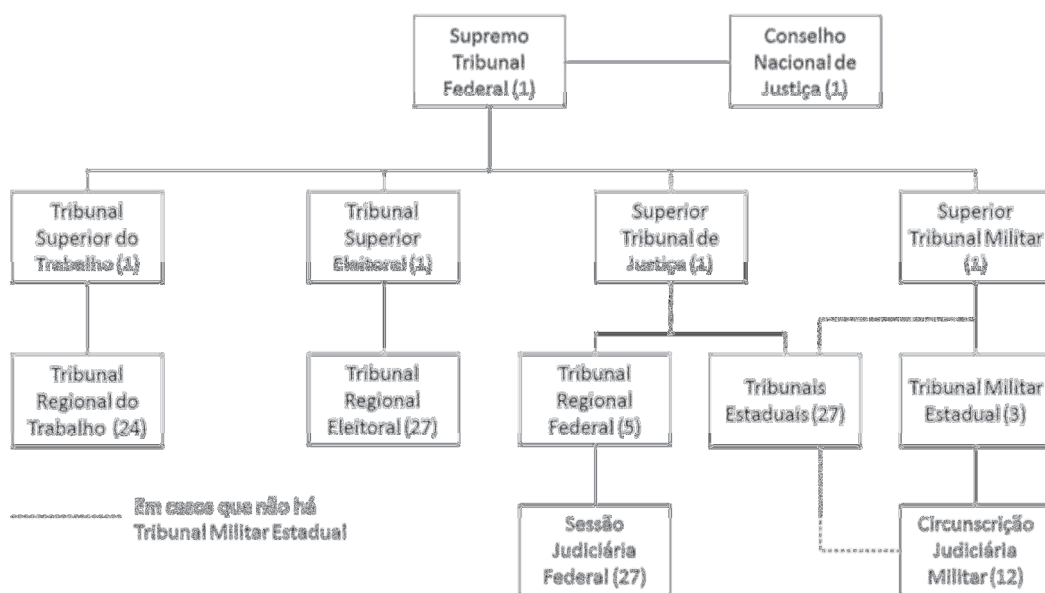 Supremo
Tribunal
Federal (1)
Conselho
Nacional de
Justiça (1)
Tribunal
Superior do
Trabalho (1)
Tribunal
Superior
Eleitoral (1)
Superior
Tribunal de
Justiça (1)
Superior
Tribunal Militar
(1)
Tribunal
Regional do
Trabalho (24)
Tribunal
Regional
Eleitoral (27)
Tribunal
Regional
Federal (5)
Tribunais
Estaduais (27)
Tribunal Militar
Estadual (3)
Em casos que não há
Tribunal Militar Estadual
Sessão
Judiciária
Federal (27)
Circunscrição
Judiciária
Militar (12)